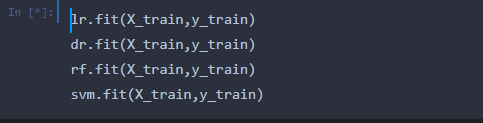 In [*]:
lr.fit(X_train,y_train)
dr.fit(X_train,y_train)
rf.fit(X_train,y_train)
svm.fit(X_train,y_train)